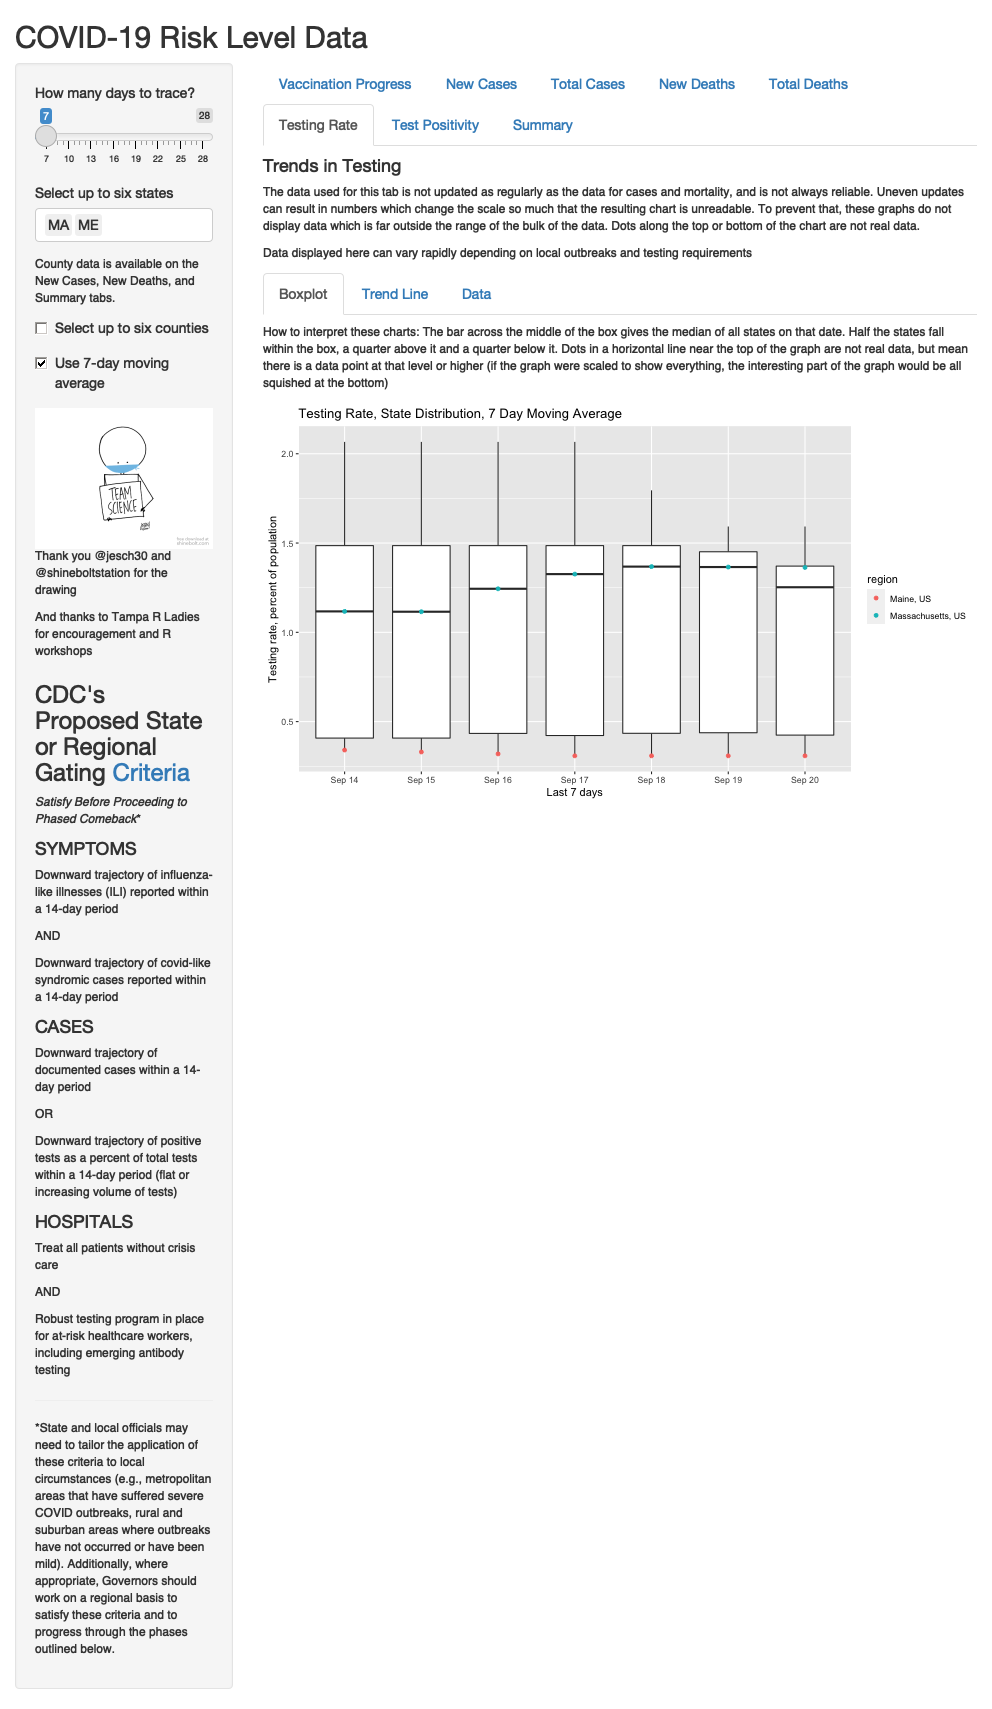 COVID-19 Risk Level Data
How many days to trace?
7
28
7 10 13 16 19 22 25 28
Select up to six states
MA ME
County data is available on the
New Cases, New Deaths, and
Summary tabs.
Select up to six counties
Use 7-day moving
average
TEAM
SCIENCE
Thank you @jesch30 and
@shineboltstation for the
drawing
And thanks to Tampa R Ladies
for encouragement and R
workshops
CDC's
Proposed State
or Regional
Gating Criteria
Satisfy Before Proceeding to
Phased Comeback*
SYMPTOMS
Downward trajectory of influenza-
like illnesses (ILI) reported within
a 14-day period
AND
Downward trajectory of covid-like
syndromic cases reported within
a 14-day period
CASES
Downward trajectory of
documented cases within a 14-
day period
OR
Downward trajectory of positive
tests as a percent of total tests
within a 14-day period (flat or
increasing volume of tests)
HOSPITALS
Treat all patients without crisis
care
AND
Robust testing program in place
for at-risk healthcare workers,
including emerging antibody
testing
*State and local officials may
need to tailor the application of
these criteria to local
circumstances (e.g., metropolitan
areas that have suffered severe
COVID outbreaks, rural and
suburban areas where outbreaks
have not occurred or have been
mild). Additionally, where
appropriate, Governors should
work on a regional basis to
satisfy these criteria and to
progress through the phases
outlined below.
Vaccination Progress New Cases Total Cases New Deaths Total Deaths
Testing Rate Test Positivity Summary
Trends in Testing
The data used for this tab is not updated as regularly as the data for cases and mortality, and is not always reliable. Uneven updates
can result in numbers which change the scale so much that the resulting chart is unreadable. To prevent that, these graphs do not
display data which is far outside the range of the bulk of the data. Dots along the top or bottom of the chart are not real data.
Data displayed here can vary rapidly depending on local outbreaks and testing requirements
Boxplot Trend Line Data
How to interpret these charts: The bar across the middle of the box gives the median of all states on that date. Half the states fall
within the box, a quarter above it and a quarter below it. Dots in a horizontal line near the top of the graph are not real data, but mean
there is a data point at that level or higher (if the graph were scaled to show everything, the interesting part of the graph would be all
squished at the bottom)
Testing Rate, State Distribution, 7 Day Moving Average
Testing rate, percent of population
2.0
1.5
1.0
0.5
Sep 14 Sep 15 Sep 16 Sep 17 Sep 18 Sep 19 Sep 20
Last 7 days
region
Maine, US
Massachusetts, US